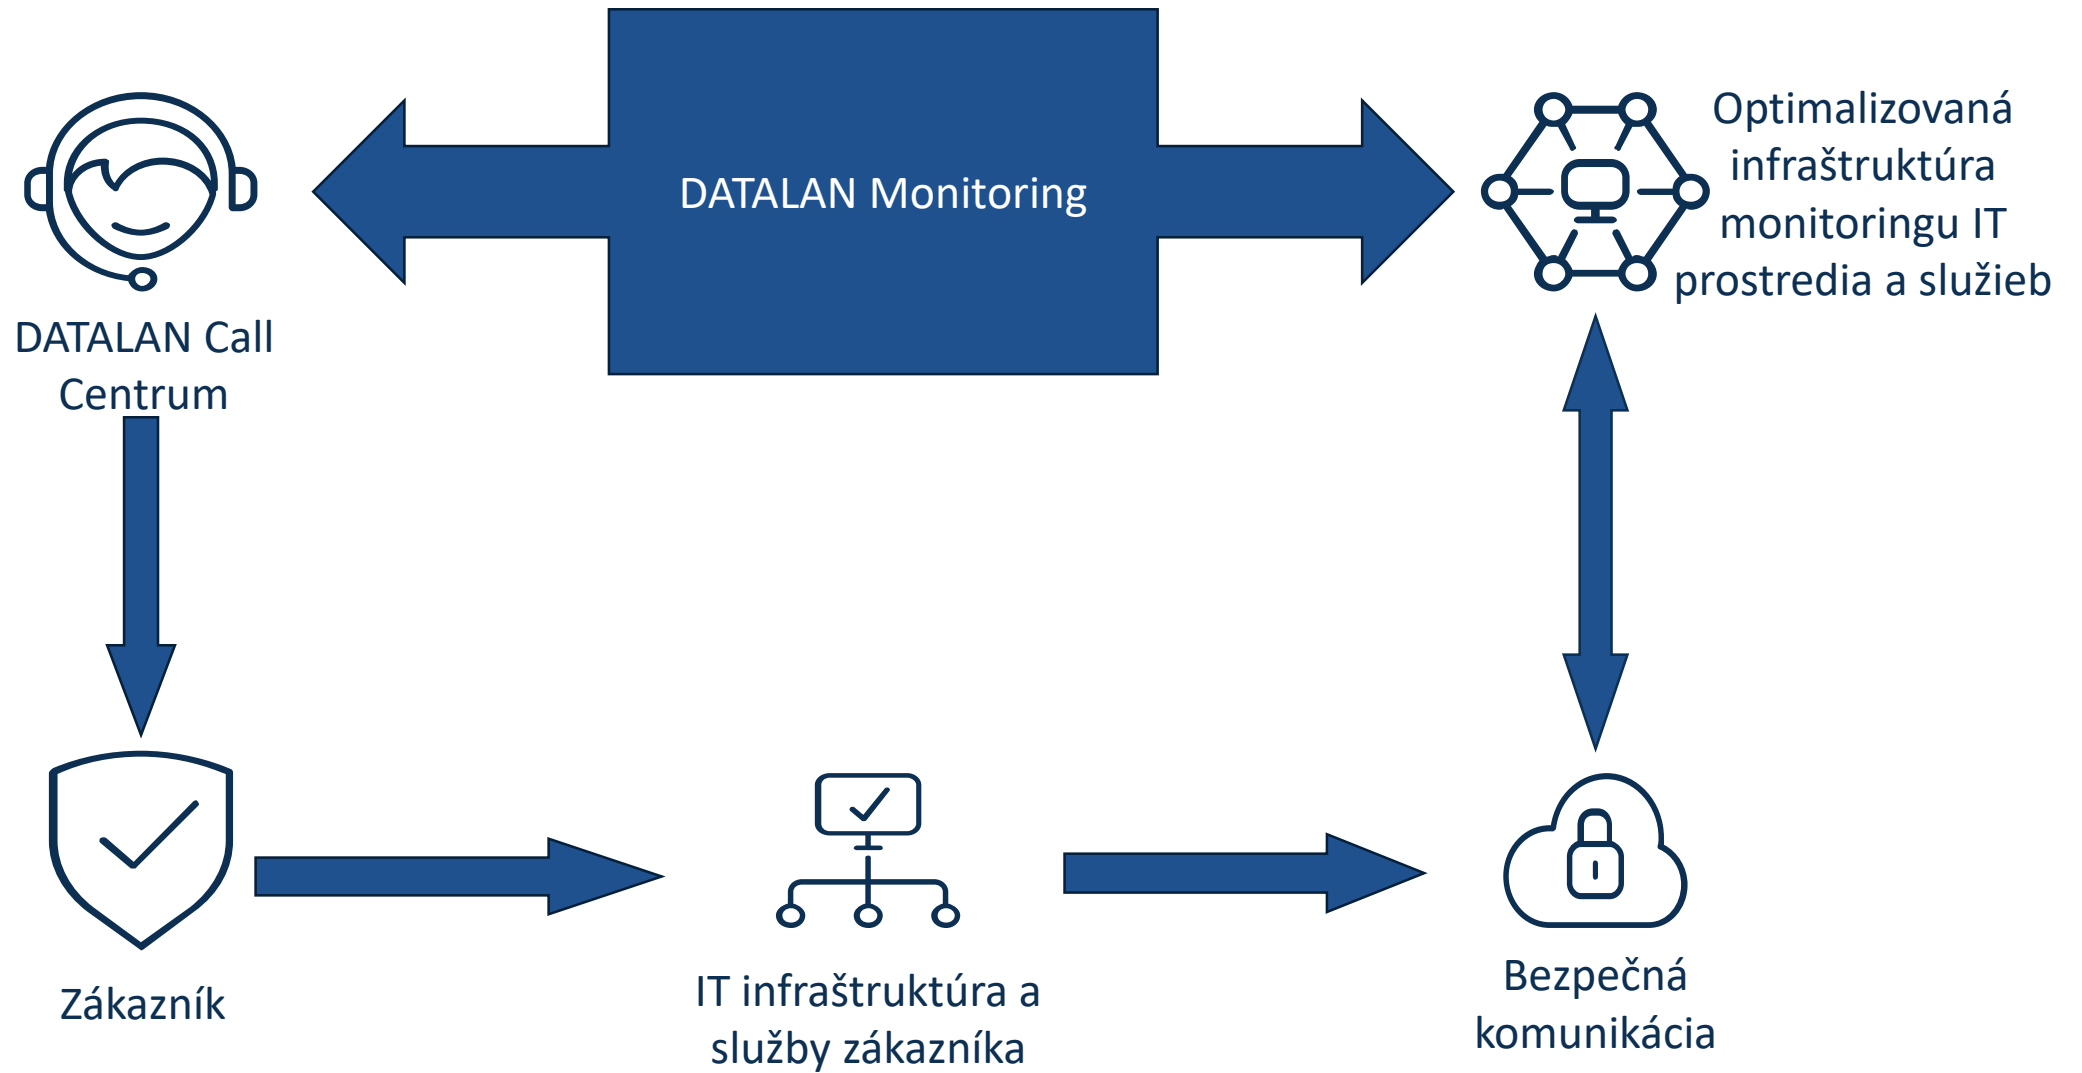 DATALAN Monitoring
Optimalizovaná
infraštruktúra
monitoringu IT
prostredia a služieb
DATALAN Call
Centrum
Zákazník
IT infraštruktúra a
služby zákazníka
Bezpečná
komunikácia